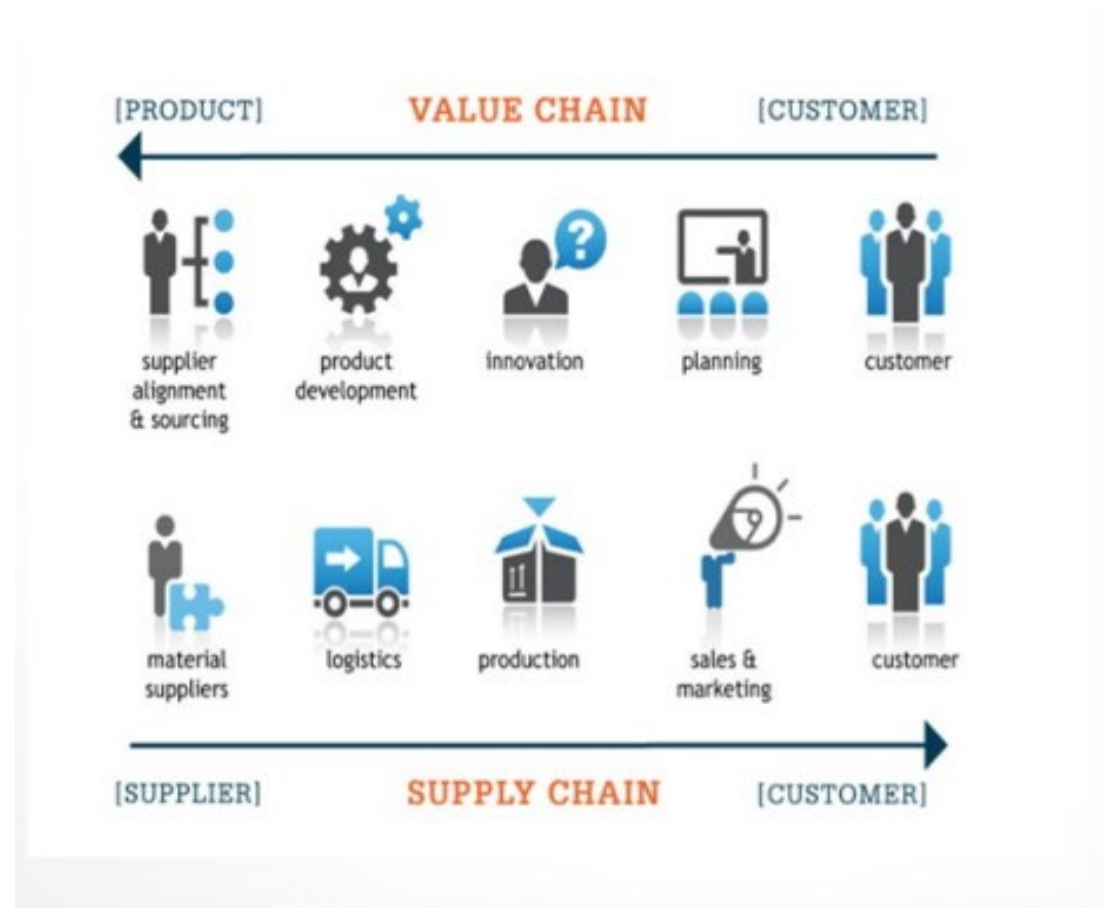 [PRODUCT] VALUE CHAIN [CUSTOMER]
supplier alignment & sourcing
product development
innovation
planning
customer
material suppliers
logistics
production
sales & marketing
customer
[SUPPLIER] SUPPLY CHAIN [CUSTOMER]